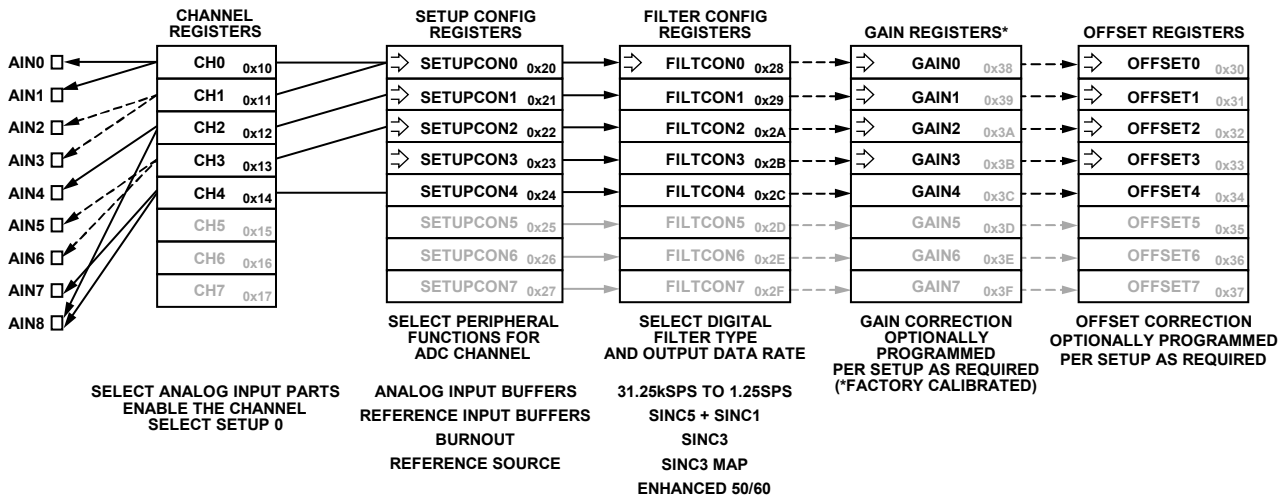 CHANNEL
REGISTERS
SETUP CONFIG
REGISTERS
FILTER CONFIG
REGISTERS
GAIN REGISTERS*
OFFSET REGISTERS
AIN0
AIN1
AIN2
AIN3
AIN4
AIN5
AIN6
AIN7
AIN8
CH0 0x10
CH1 0x11
CH2 0x12
CH3 0x13
CH4 0x14
CH5 0x15
CH6 0x16
CH7 0x17
SETUPCON0 0x20
SETUPCON1 0x21
SETUPCON2 0x22
SETUPCON3 0x23
SETUPCON4 0x24
SETUPCON5 0x25
SETUPCON6 0x26
SETUPCON7 0x27
FILTCON0 0x28
FILTCON1 0x29
FILTCON2 0x2A
FILTCON3 0x2B
FILTCON4 0x2C
FILTCON5 0x2D
FILTCON6 0x2E
FILTCON7 0x2F
GAIN0 0x38
GAIN1 0x39
GAIN2 0x3A
GAIN3 0x3B
GAIN4 0x3C
GAIN5 0x3D
GAIN6 0x3E
GAIN7 0x3F
OFFSET0 0x30
OFFSET1 0x31
OFFSET2 0x32
OFFSET3 0x33
OFFSET4 0x34
OFFSET5 0x35
OFFSET6 0x36
OFFSET7 0x37
SELECT ANALOG INPUT PARTS
ENABLE THE CHANNEL
SELECT SETUP 0
SELECT PERIPHERAL
FUNCTIONS FOR
ADC CHANNEL
ANALOG INPUT BUFFERS
REFERENCE INPUT BUFFERS
BURNOUT
REFERENCE SOURCE
SELECT DIGITAL
FILTER TYPE
AND OUTPUT DATA RATE
31.25kSPS TO 1.25SPS
SINC5 + SINC1
SINC3
SINC3 MAP
ENHANCED 50/60
GAIN CORRECTION
OPTIONALLY
PROGRAMMED
PER SETUP AS REQUIRED
(*FACTORY CALIBRATED)
OFFSET CORRECTION
OPTIONALLY PROGRAMMED
PER SETUP AS REQUIRED